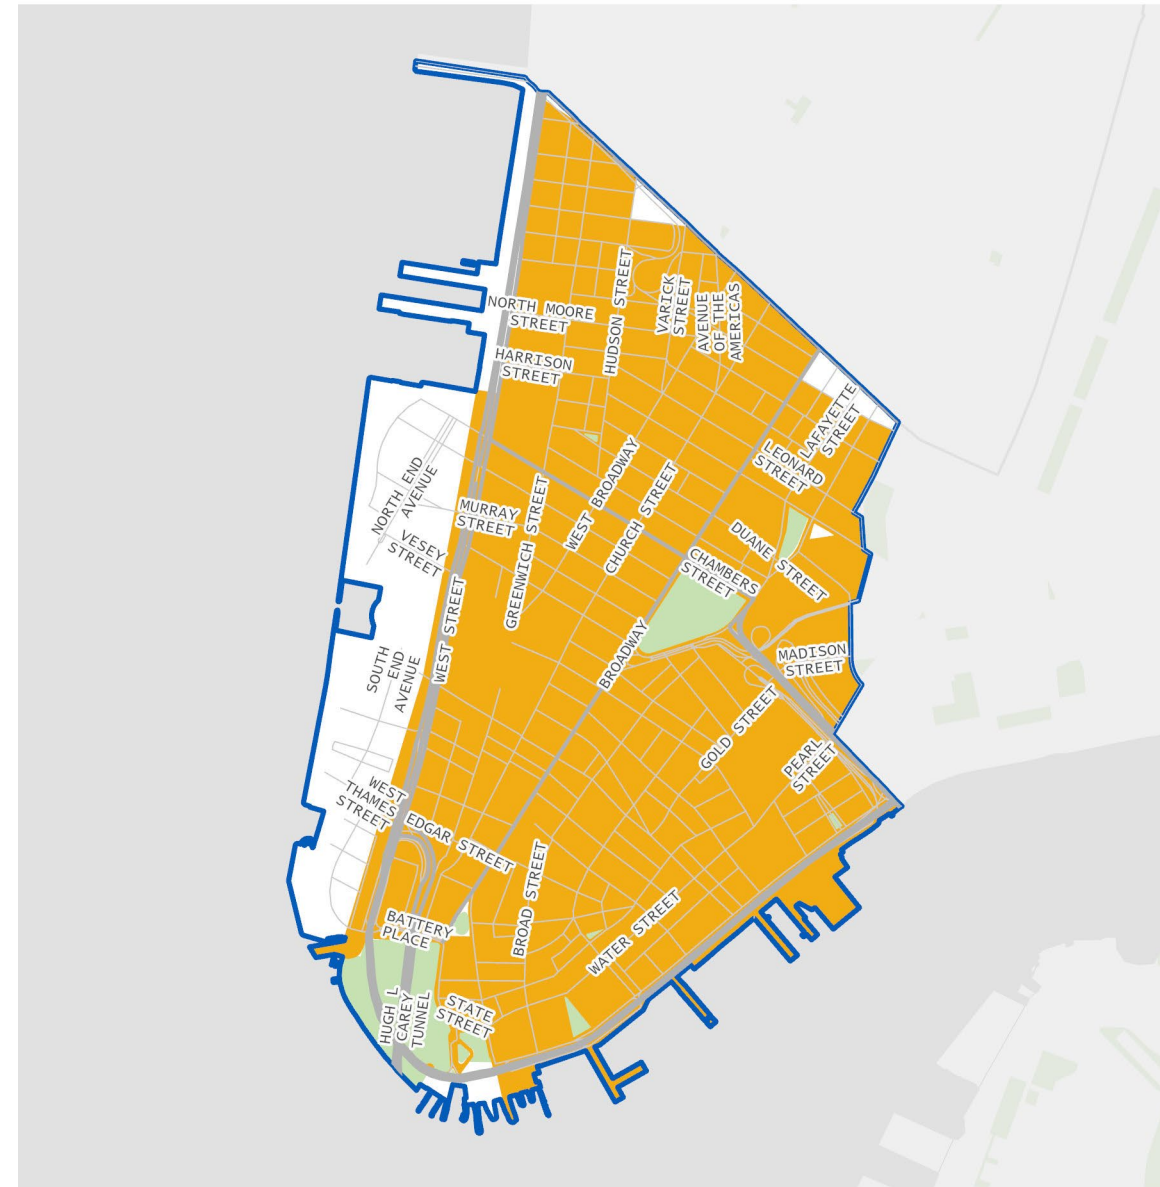 NORTH MOORE
STREET
HARRISON
STREET
HUDSON STREET
VARICK
STREET
AVENUE
OF THE
AMERICAS
LAFAYETTE
STREET
LEONARD
STREET
NORTH END
AVENUE
MURRAY
STREET
VESEY
STREET
GREENWICH STREET
WEST BROADWAY
CHURCH STREET
DUANE STREET
CHAMBERS
STREET
WEST STREET
BROADWAY
MADISON
STREET
SOUTH
END
AVENUE
GOLD STREET
PEARL
STREET
WEST
THAMES
STREET
EDGAR STREET
BROAD STREET
BATTERY
PLACE
WATER STREET
HUGH L
CAREY
TUNNEL
STATE
STREET